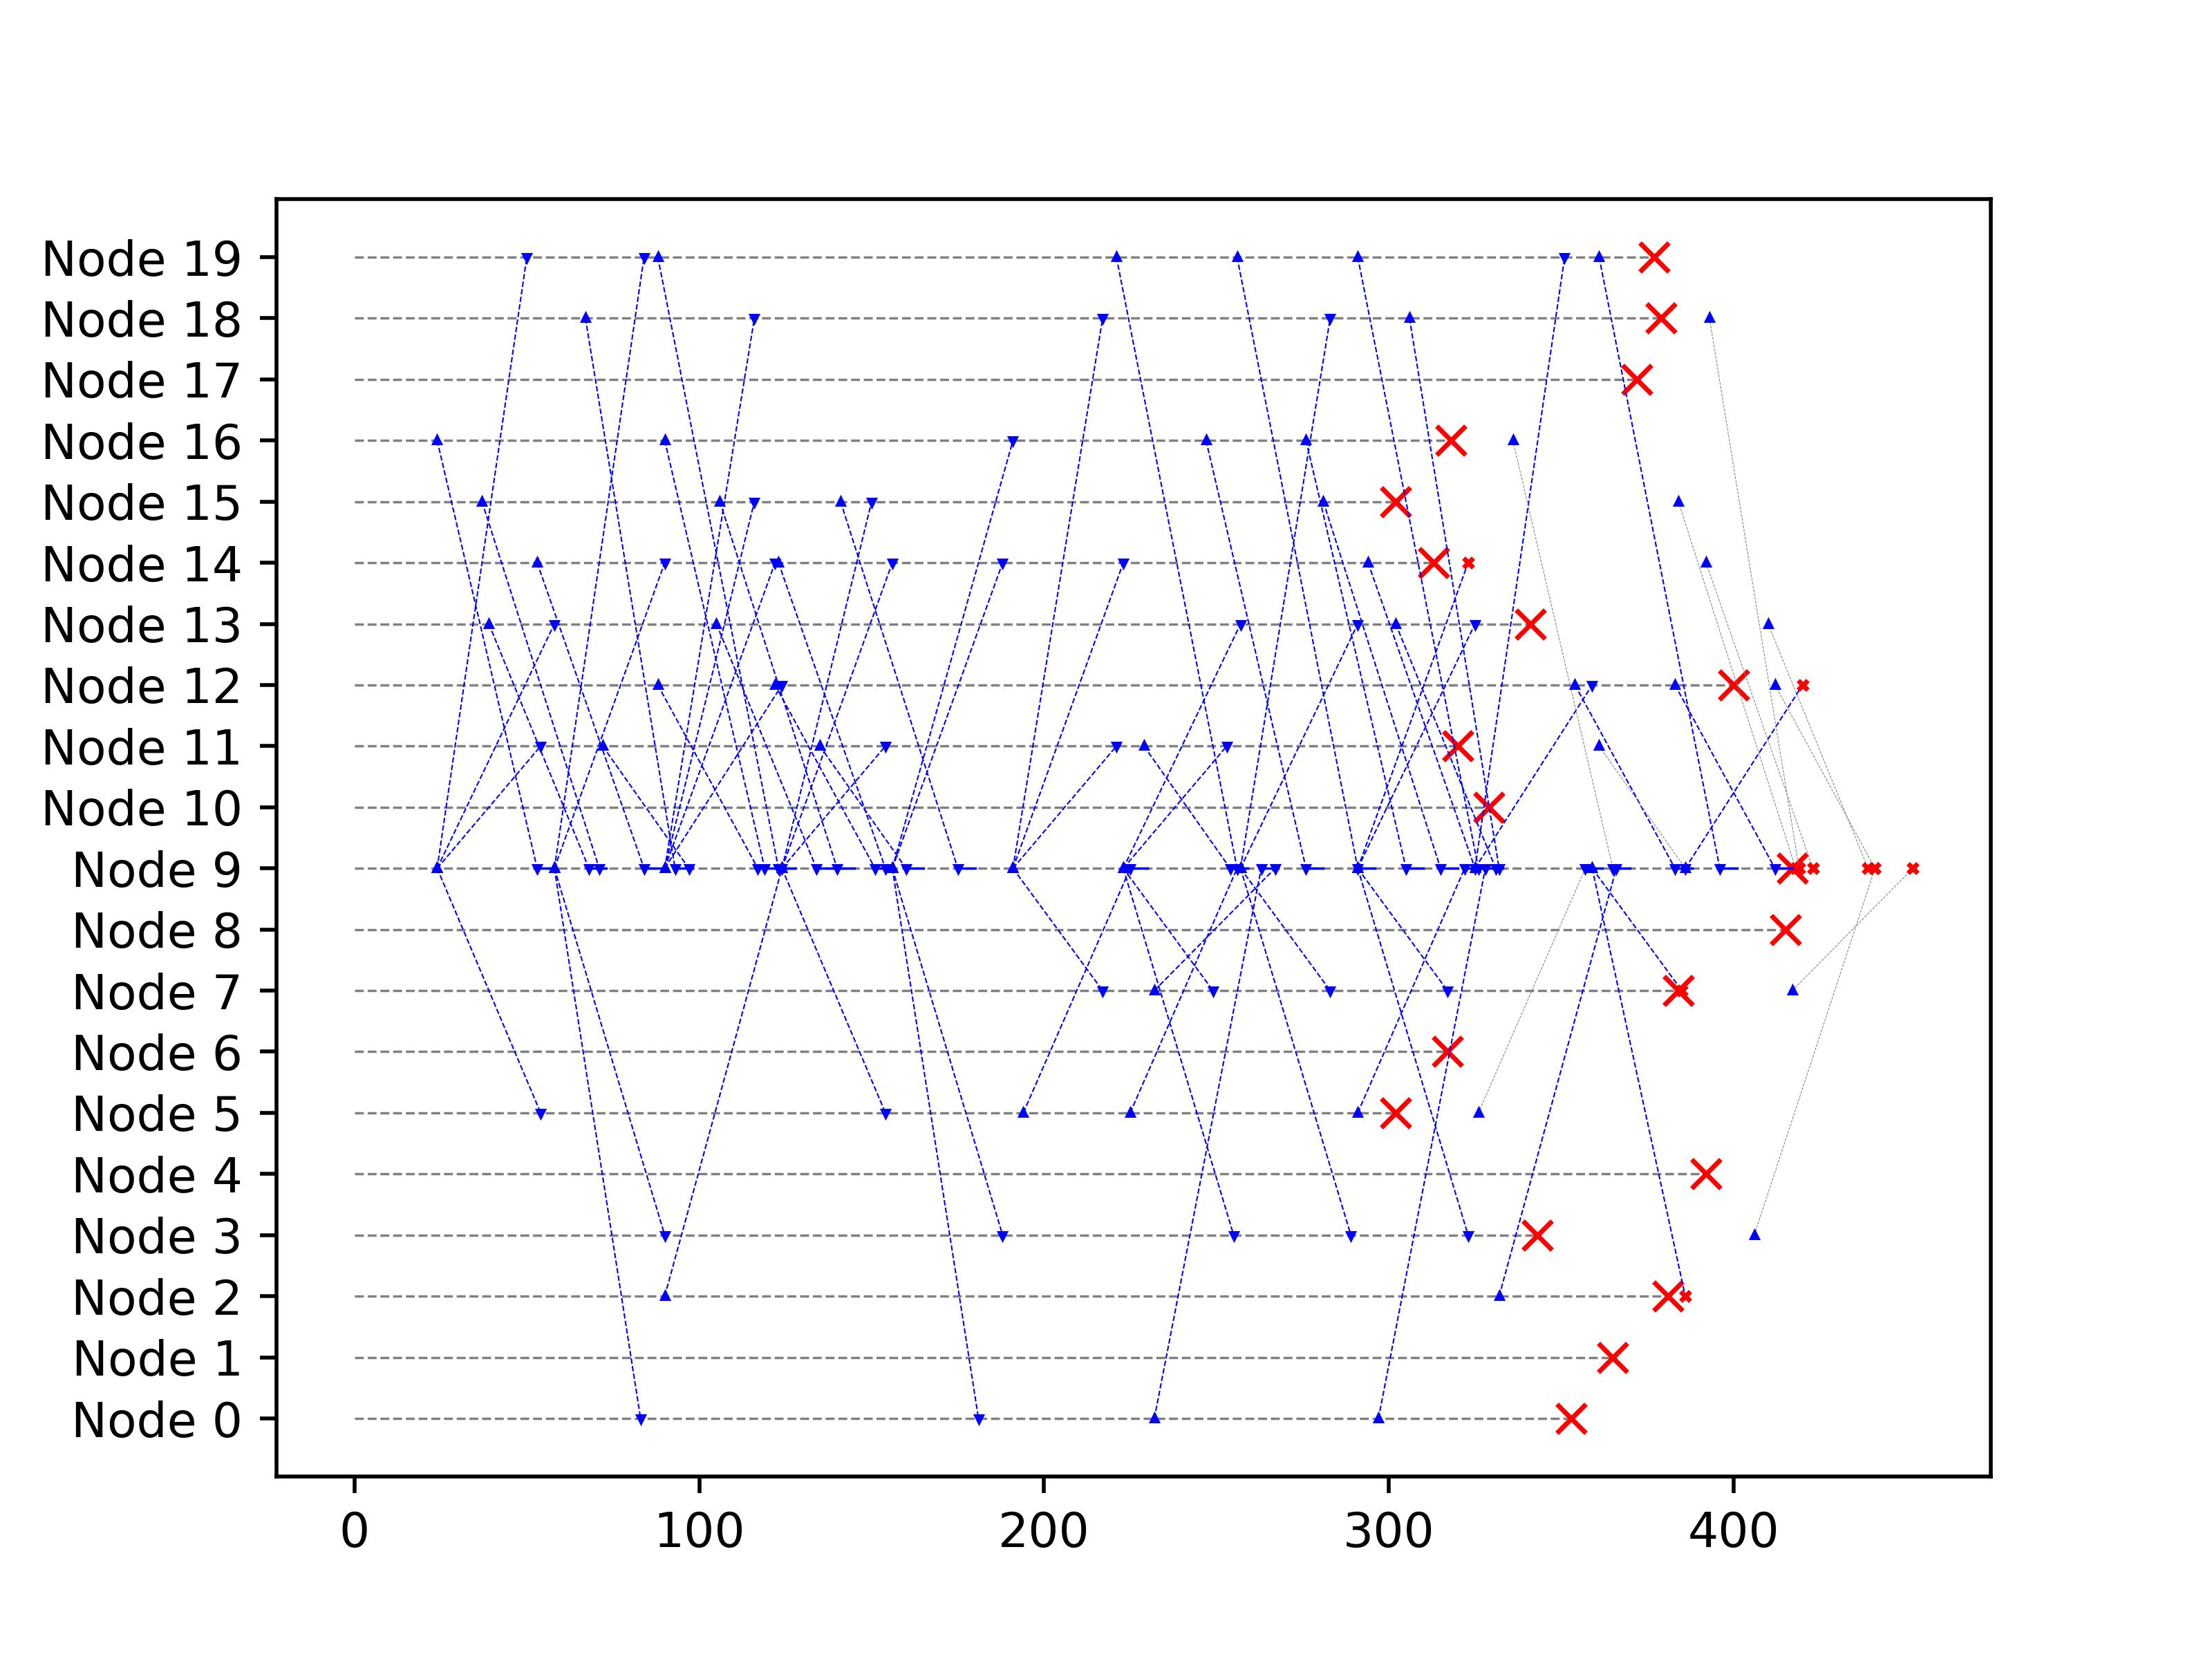 Node 19
Node 18
Node 17
Node 16
Node 15
Node 14
Node 13
Node 12
Node 11
Node 10
Node 9
Node 8
Node 7
Node 6
Node 5
Node 4
Node 3
Node 2
Node 1
Node 0
0 100 200 300 400